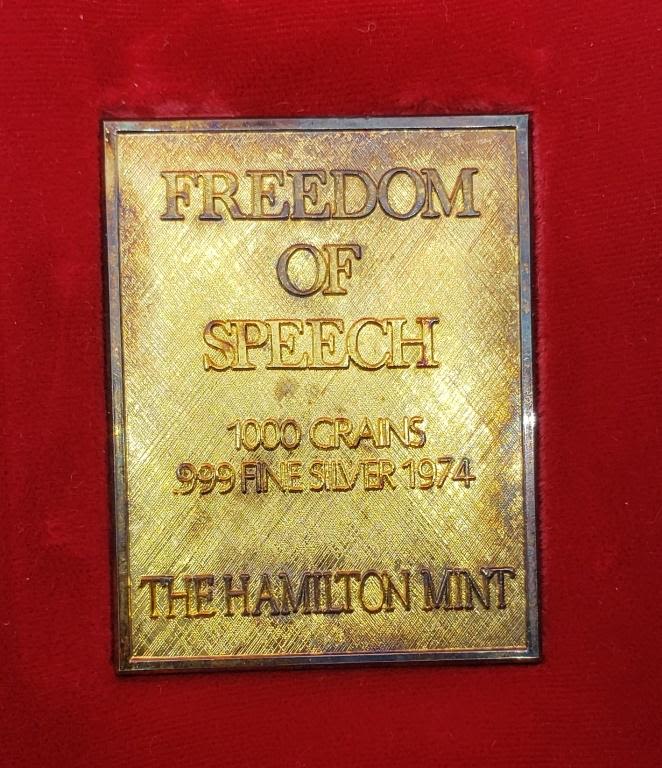 FREEDOM
OF
SPEECH
1000 GRAINS
.999 FINE SILVER 1974
THE HAMILTON MINT